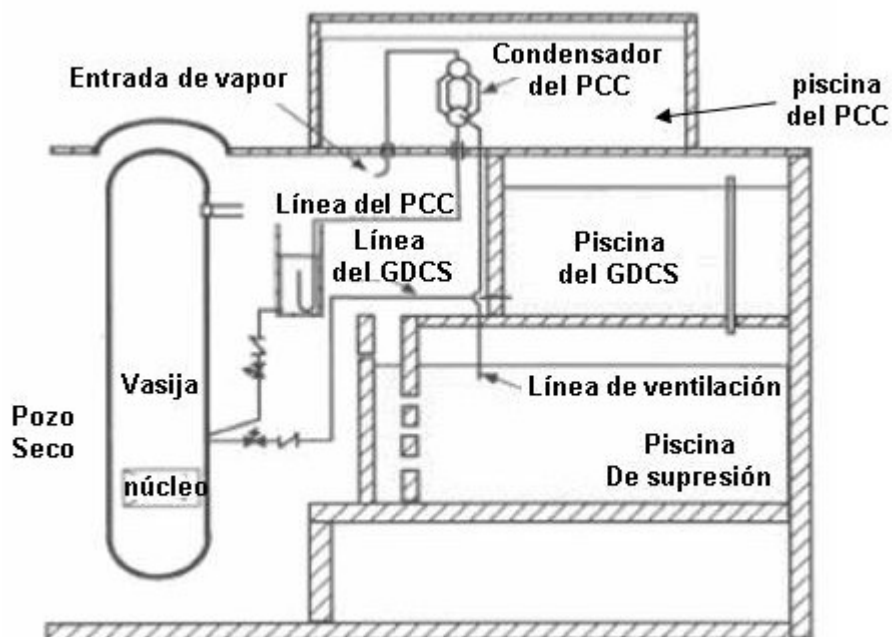 Condensador
del PCC
Entrada de vapor
piscina
del PCC
Línea del PCC
Línea
del GDCS
Piscina
del GDCS
Vasija
Línea de ventilación
Pozo
Seco
Piscina
De supresión
núcleo